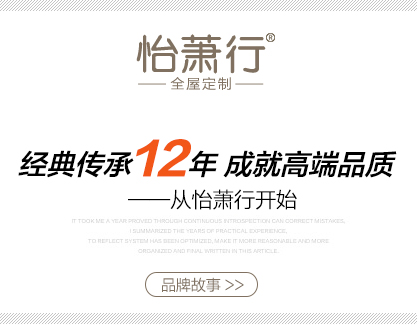 怡萧行®
全屋定制
经典传承12年 成就高端品质
——从怡萧行开始
IT TOOK ME A YEAR PROVED THROUGH CONTINUOUS INTROSPECTION CAN CORRECT MISTAKES,
I SUMMARIZED THE YEARS OF PRACTICAL EXPERIENCE.
TO REFLECT SYSTEM HAS BEEN OPTIMIZED, MAKE IT MORE REASONNELS AND MORE
ORGANIZED AND FINAL WRITTEN IN THIS ARTICLE.
品牌故事 >>